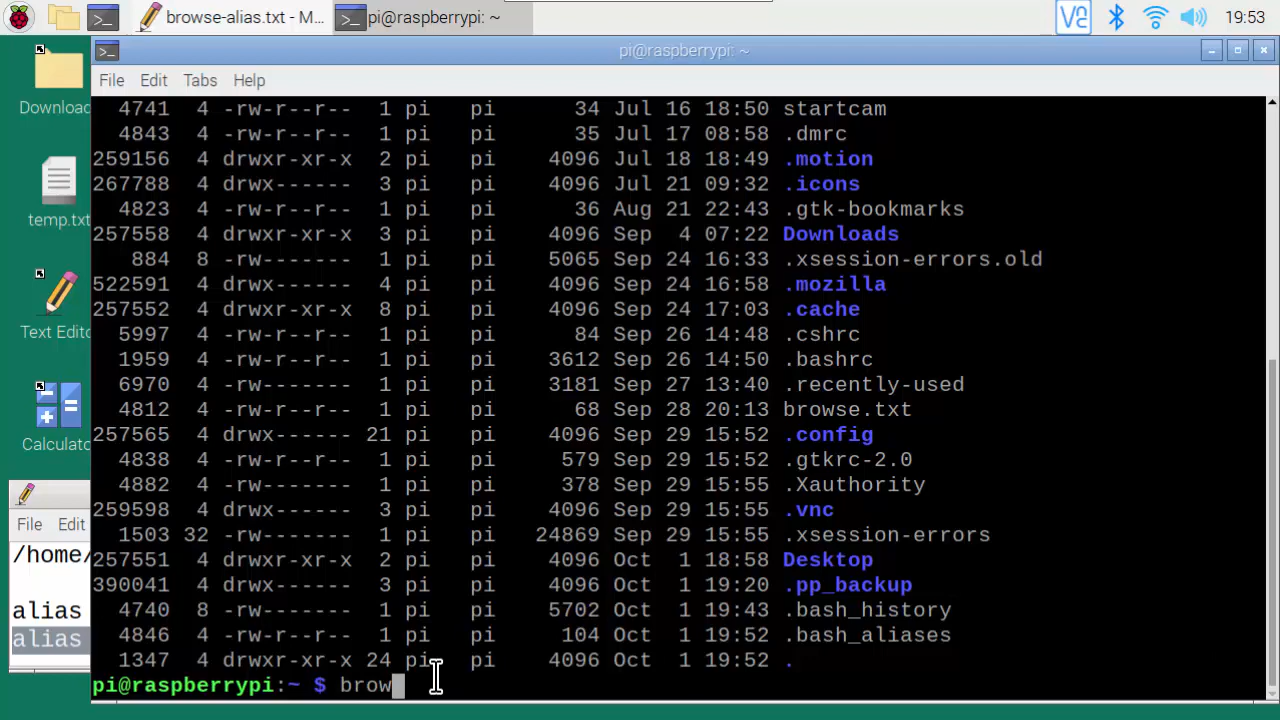 browse-alias.txt - M... pi@raspberrypi: ~ 19:53
pi@raspberrypi: ~
File Edit Tabs Help
4741 4 -rw-r--r-- 1 pi pi 34 Jul 16 18:50 startcam
4843 4 -rw-r--r-- 1 pi pi 35 Jul 17 08:58 .dmrc
259156 4 drwxr-xr-x 2 pi pi 4096 Jul 18 18:49 .motion
267788 4 drwx------ 3 pi pi 4096 Jul 21 09:32 .icons
4823 4 -rw-r--r-- 1 pi pi 36 Aug 21 22:43 .gtk-bookmarks
257558 4 drwxr-xr-x 3 pi pi 4096 Sep 4 07:22 Downloads
884 8 -rw------- 1 pi pi 5065 Sep 24 16:33 .xsession-errors.old
522591 4 drwx------ 4 pi pi 4096 Sep 24 16:58 .mozilla
257552 4 drwxrwxr-x 8 pi pi 4096 Sep 24 17:03 .cache
5997 4 -rw-r--r-- 1 pi pi 84 Sep 26 14:48 .cshrc
1959 4 -rw-r--r-- 1 pi pi 3612 Sep 26 14:50 .bashrc
6970 4 -rw-r--r-- 1 pi pi 3181 Sep 27 13:40 .recently-used
4812 4 -rw-r--r-- 1 pi pi 68 Sep 28 20:13 browse.txt
257565 4 drwx------ 21 pi pi 4096 Sep 29 15:52 .config
4838 4 -rw-r--r-- 1 pi pi 579 Sep 29 15:52 .gtkrc-2.0
4882 4 -rw------- 1 pi pi 378 Sep 29 15:55 .Xauthority
259598 4 drwx------ 3 pi pi 4096 Sep 29 15:55 .vnc
1503 32 -rw------- 1 pi pi 24869 Sep 29 15:55 .xsession-errors
257551 4 drwxr-xr-x 2 pi pi 4096 Oct 1 18:58 Desktop
390041 4 drwx------ 3 pi pi 4096 Oct 1 19:20 .pp_backup
4740 8 -rw------- 1 pi pi 5702 Oct 1 19:43 .bash_history
4846 4 -rw-r--r-- 1 pi pi 104 Oct 1 19:52 .bash_aliases
1347 4 drwxr-xr-x 24 pi pi 4096 Oct 1 19:52 .
pi@raspberrypi:~ $ brow
Downloac
temp.txt
Text Edito
Calculato
File Edit
/home/
alias
alias